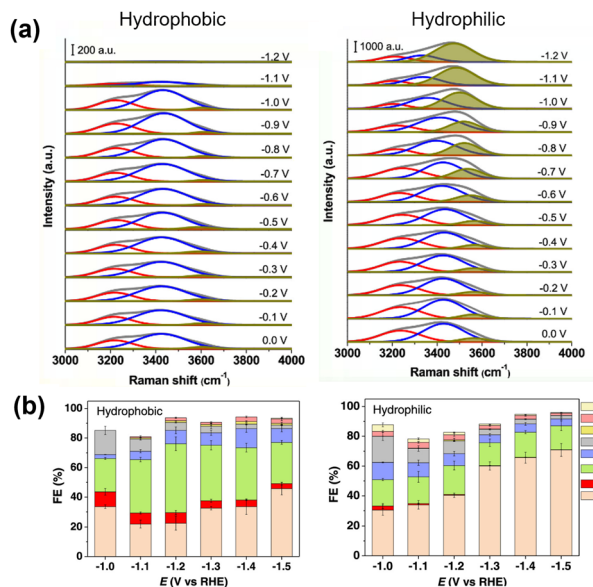 Hydrophobic
Hydrophilic
(a)
200 a.u.
-1.2 V
-1.1 V
-1.0 V
-0.9 V
-0.8 V
-0.7 V
-0.6 V
-0.5 V
-0.4 V
-0.3 V
-0.2 V
-0.1 V
0.0 V
Intensity (a.u.)
3000 3200 3400 3600 3800 4000
Raman shift (cm⁻¹)
1000 a.u.
-1.2 V
-1.1 V
-1.0 V
-0.9 V
-0.8 V
-0.7 V
-0.6 V
-0.5 V
-0.4 V
-0.3 V
-0.2 V
-0.1 V
0.0 V
Intensity (a.u.)
3000 3200 3400 3600 3800 4000
Raman shift (cm⁻¹)
(b)
Hydrophobic
100
80
60
40
20
0
FE (%)
-1.0 -1.1 -1.2 -1.3 -1.4 -1.5
E (V vs RHE)
Hydrophilic
100
80
60
40
20
0
FE (%)
-1.0 -1.1 -1.2 -1.3 -1.4 -1.5
E (V vs RHE)